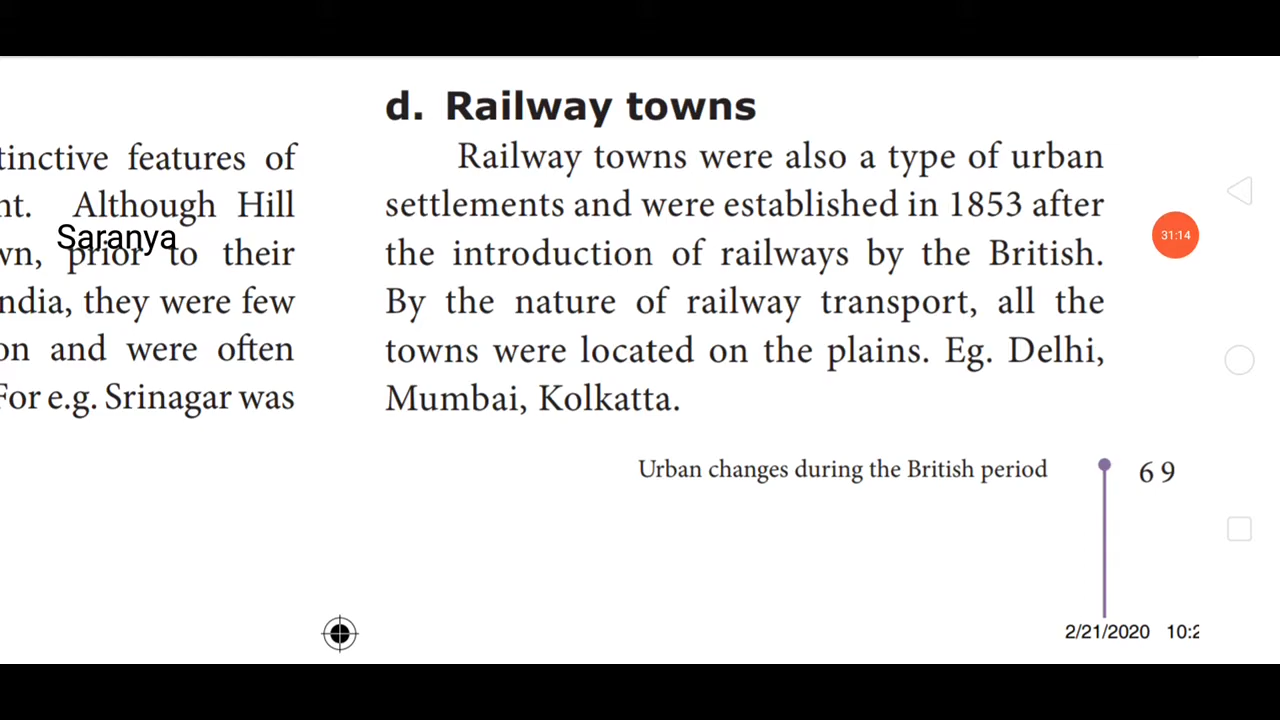 tinctive features of
nt. Although Hill
Saranya
wn, prior to their
ndia, they were few
on and were often
For e.g. Srinagar was
d. Railway towns
Railway towns were also a type of urban
settlements and were established in 1853 after
the introduction of railways by the British.
By the nature of railway transport, all the
towns were located on the plains. Eg. Delhi,
Mumbai, Kolkatta.
31:14
Urban changes during the British period 69
2/21/2020 10:2